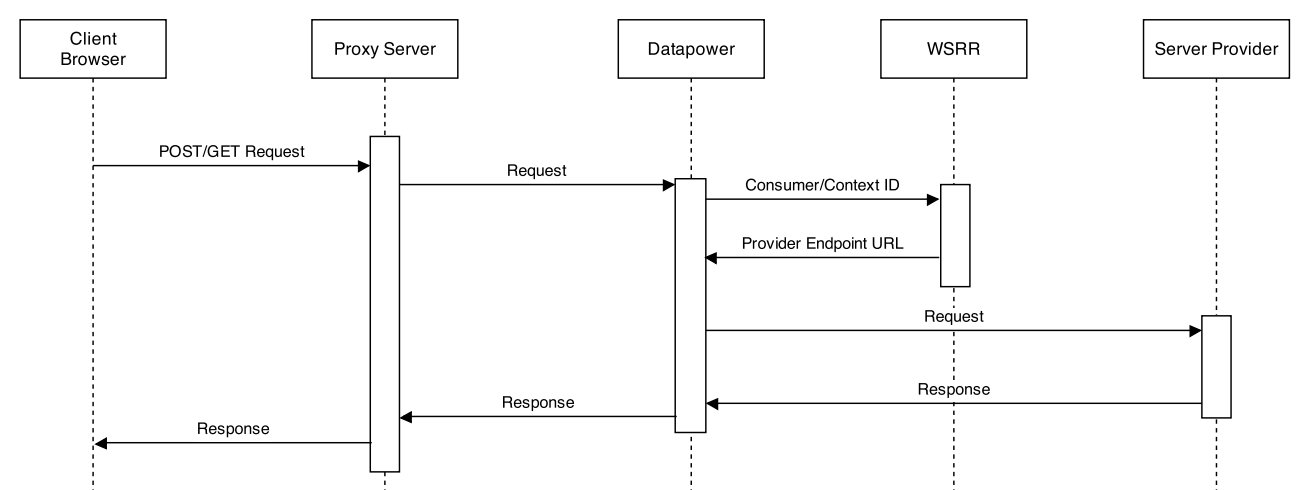 Client
Browser
Proxy Server
Datapower
WSRR
Server Provider
POST/GET Request
Request
Consumer/Context ID
Provider Endpoint URL
Request
Response
Response
Response